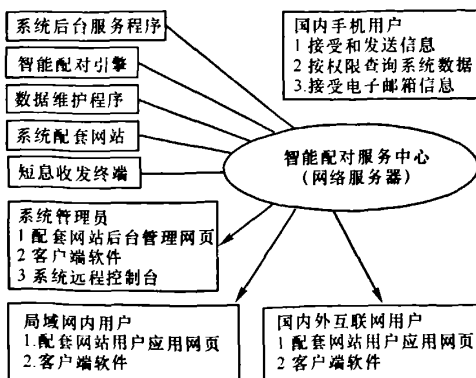 系统后台服务程序
智能配对引擎
数据维护程序
系统配套网站
短息收发终端
国内手机用户
1 接受和发送信息
2 按权限查询系统数据
3.接受电子邮箱信息
智能配对服务中心
(网络服务器)
系统管理员
1 配套网站后台管理网页
2 客户端软件
3 系统远程控制台
局域网内用户
1.配套网站用户应用网页
2.客户端软件
国内外互联网用户
1 配套网站用户应用网页
2 客户端软件